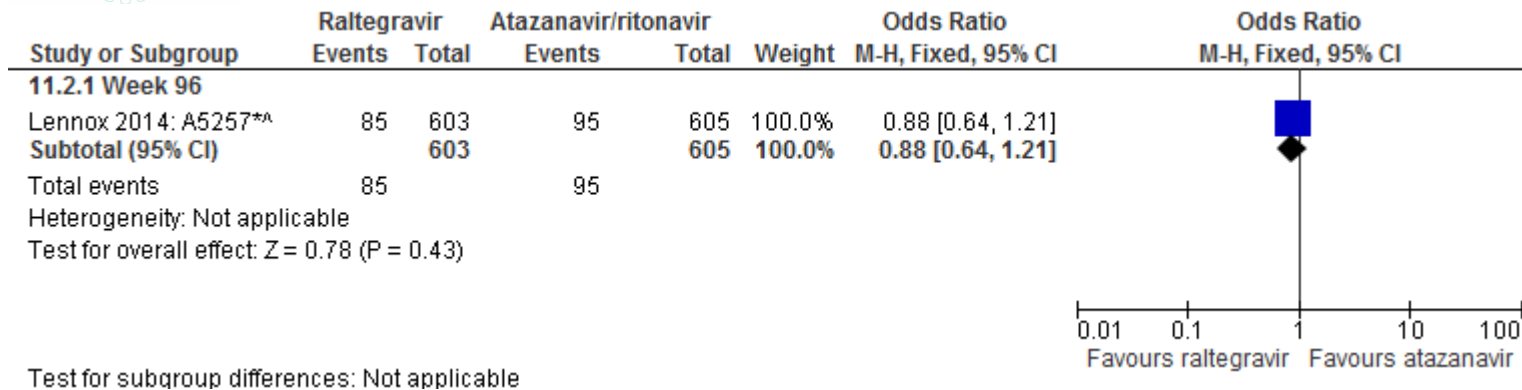 Raltegravir Atazanavir/ritonavir Odds Ratio Odds Ratio
Study or Subgroup Events Total Events Total Weight M-H, Fixed, 95% CI M-H, Fixed, 95% CI
11.2.1 Week 96
Lennox 2014: A5257*^ 85 603 95 605 100.0% 0.88 [0.64, 1.21]
Subtotal (95% CI) 603 605 100.0% 0.88 [0.64, 1.21]
Total events 85 95
Heterogeneity: Not applicable
Test for overall effect: Z = 0.78 (P = 0.43)
0.01 0.1 1 10 100
Favours raltegravir Favours atazanavir
Test for subgroup differences: Not applicable